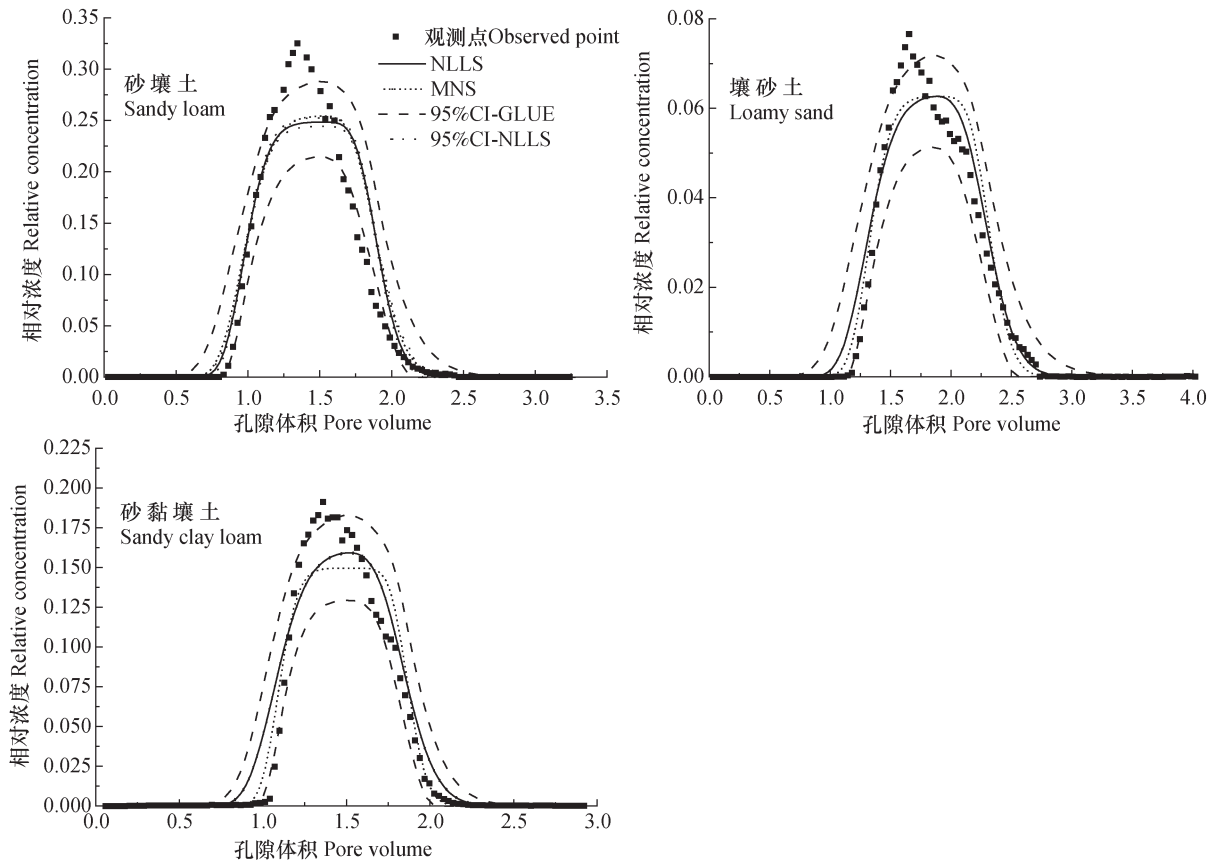 0.35
0.30
0.25
0.20
0.15
0.10
0.05
0.00
相对浓度 Relative concentration
砂壤土
Sandy loam
观测点Observed point
NLLS
MNS
95%CI-GLUE
95%CI-NLLS
0.0 0.5 1.0 1.5 2.0 2.5 3.0 3.5
孔隙体积 Pore volume
0.08
0.06
0.04
0.02
0.00
相对浓度 Relative concentration
壤砂土
Loamy sand
0.0 0.5 1.0 1.5 2.0 2.5 3.0 3.5 4.0
孔隙体积 Pore volume
0.225
0.200
0.175
0.150
0.125
0.100
0.075
0.050
0.025
0.000
相对浓度 Relative concentration
砂黏壤土
Sandy clay loam
0.0 0.5 1.0 1.5 2.0 2.5 3.0
孔隙体积 Pore volume